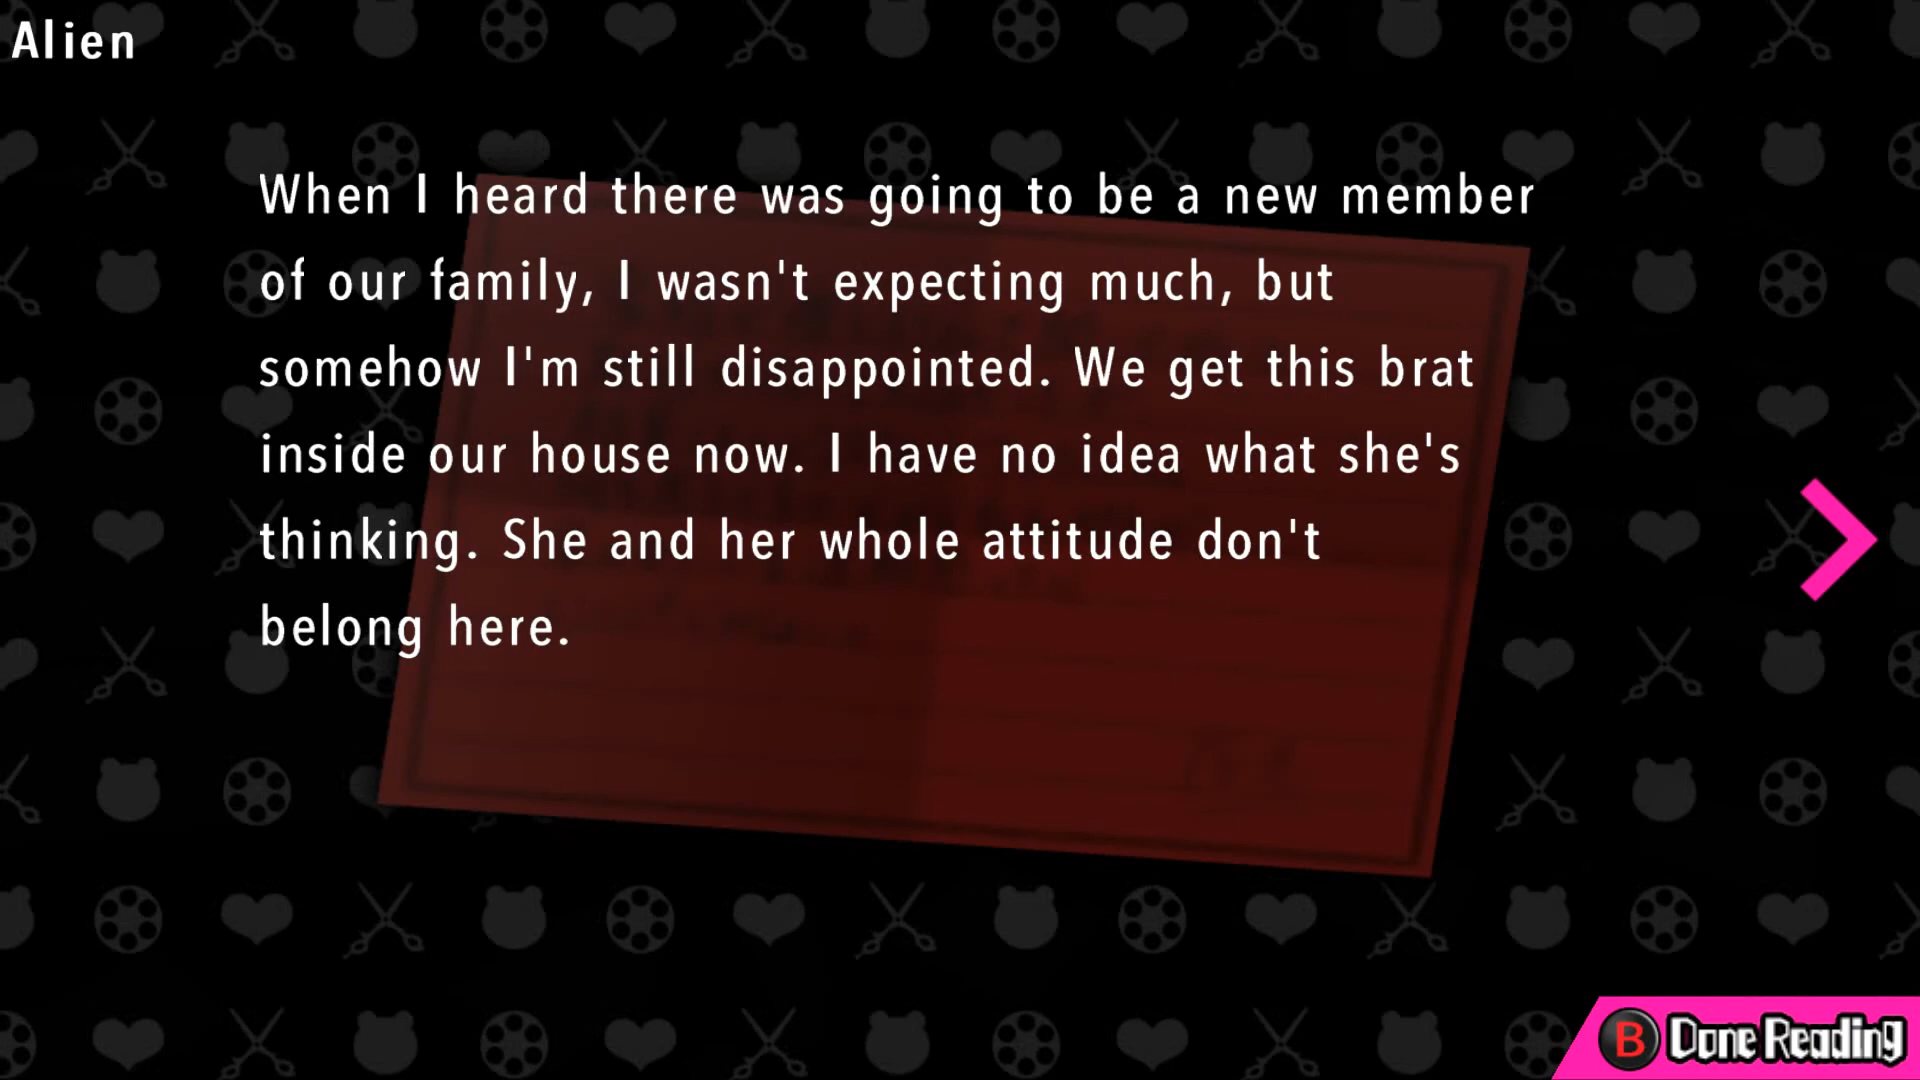 Alien
When I heard there was going to be a new member
of our family, I wasn't expecting much, but
somehow I'm still disappointed. We get this brat
inside our house now. I have no idea what she's
thinking. She and her whole attitude don't
belong here.
B Done Reading